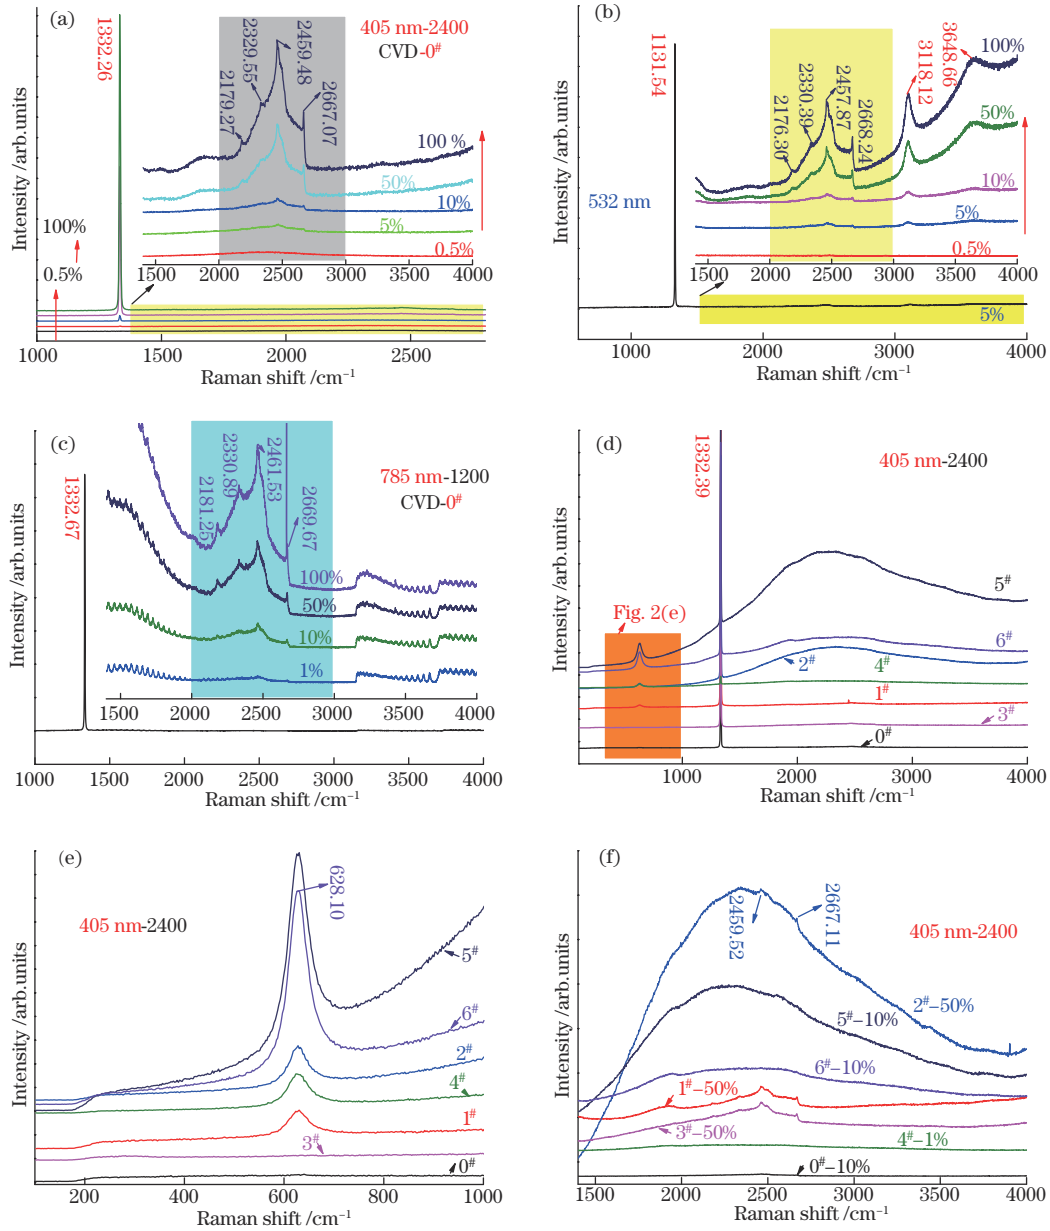 (a)
405 nm-2400
CVD-0#
1332.26
2179.27
2329.55
2459.48
2667.07
100 %
50%
10%
5%
0.5%
100%
0.5%
1500 2000 2500 3000 3500 4000
1000 1500 2000 2500
Raman shift /cm⁻¹
Intensity /arb.units
(b)
532 nm
1131.54
2176.30
2330.39
2457.87
2668.24
3118.12
3648.66
100%
50%
10%
5%
0.5%
1500 2000 2500 3000 3500 4000
5%
1000 2000 3000 4000
Raman shift /cm⁻¹
Intensity /arb.units
(c)
785 nm-1200
CVD-0#
1332.67
2181.25
2330.89
2461.53
2669.67
100%
50%
10%
1%
1500 2000 2500 3000 3500 4000
1000 1500 2000 2500 3000 3500 4000
Raman shift /cm⁻¹
Intensity /arb.units
(d)
405 nm-2400
1332.39
Fig. 2(e)
5#
6#
2#
4#
1#
3#
0#
1000 2000 3000 4000
Raman shift /cm⁻¹
Intensity /arb.units
(e)
405 nm-2400
628.10
5#
6#
2#
4#
1#
3#
0#
200 400 600 800 1000
Raman shift /cm⁻¹
Intensity /arb.units
(f)
405 nm-2400
2459.52
2667.11
2#-50%
5#-10%
6#-10%
1#-50%
3#-50%
4#-1%
0#-10%
1500 2000 2500 3000 3500 4000
Raman shift /cm⁻¹
Intensity /arb.units